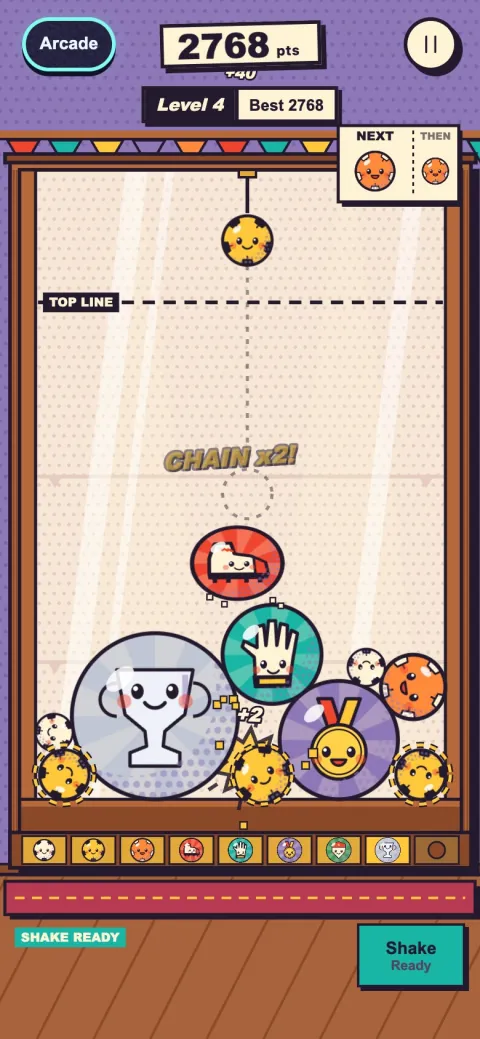 Arcade
2768 pts
+40
Level 4
Best 2768
NEXT
THEN
TOP LINE
CHAIN x2!
+2
SHAKE READY
Shake
Ready